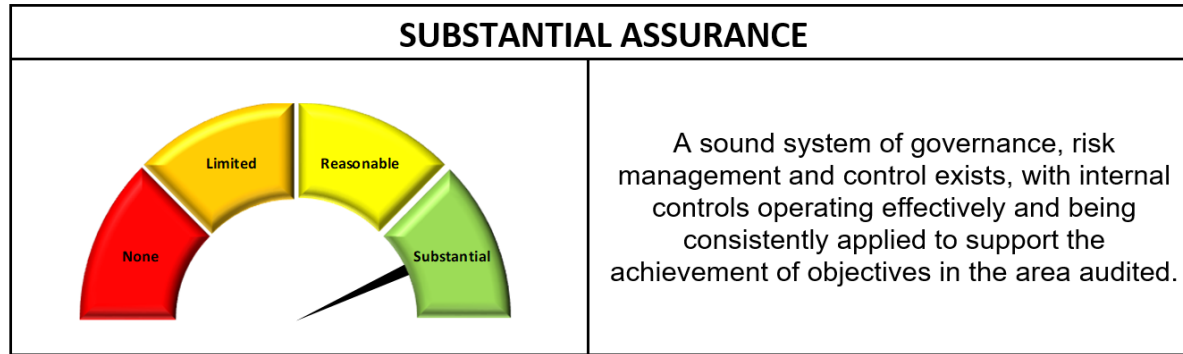 SUBSTANTIAL ASSURANCE
Limited
Reasonable
None
Substantial
A sound system of governance, risk
management and control exists, with internal
controls operating effectively and being
consistently applied to support the
achievement of objectives in the area audited.